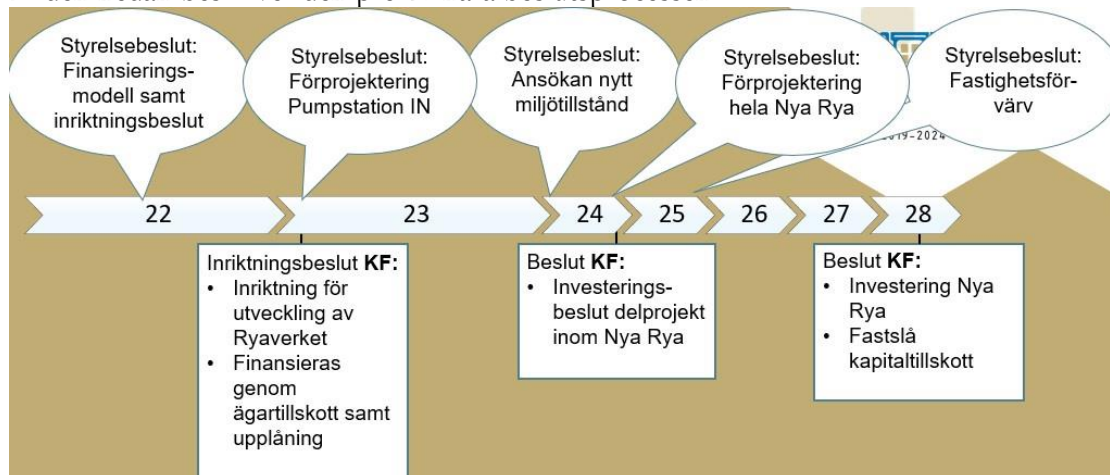 Styrelsebeslut:
Finansierings-
modell samt
inriktningsbeslut
Styrelsebeslut:
Förprojektering
Pumpstation IN
Styrelsebeslut:
Ansökan nytt
miljötillstånd
Styrelsebeslut:
Förprojektering
hela Nya Rya
Styrelsebeslut:
Fastighetsför-
värv
2019-2024
22
23
24
25
26
27
28
Inriktningsbeslut KF:
• Inriktning för
utveckling av
Ryaverket
• Finansieras
genom
ägartillskott samt
upplåning
Beslut KF:
• Investerings-
beslut delprojekt
inom Nya Rya
Beslut KF:
• Investering Nya
Rya
• Fastslå
kapitaltillskott